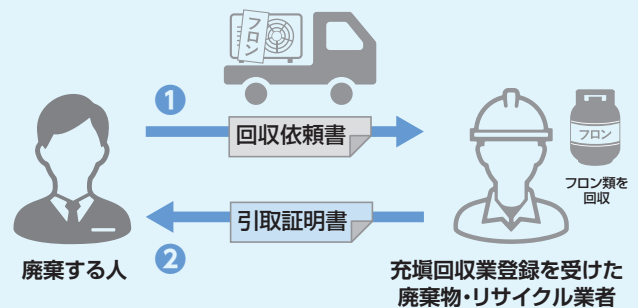 フロン
❶
回収依頼書
フロン
フロン類を
回収
引取証明書
❷
廃棄する人
充塡回収業登録を受けた
廃棄物・リサイクル業者